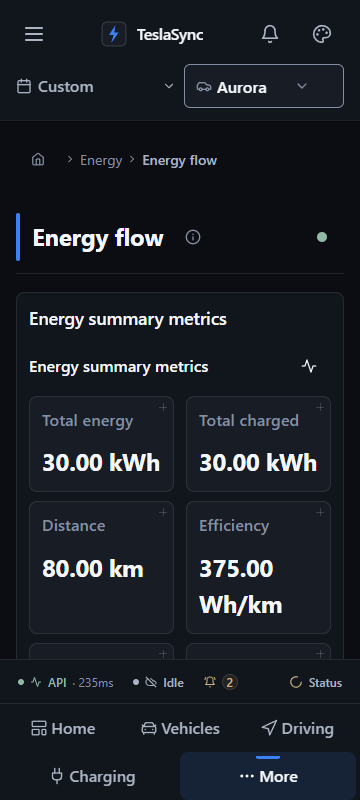 TeslaSync
Custom
Aurora
Energy
Energy flow
Energy flow
Energy summary metrics
Energy summary metrics
Total energy
30.00 kWh
Total charged
30.00 kWh
Distance
80.00 km
Efficiency
375.00
Wh/km
API · 235ms
Idle
2
Status
Home
Vehicles
Driving
Charging
More